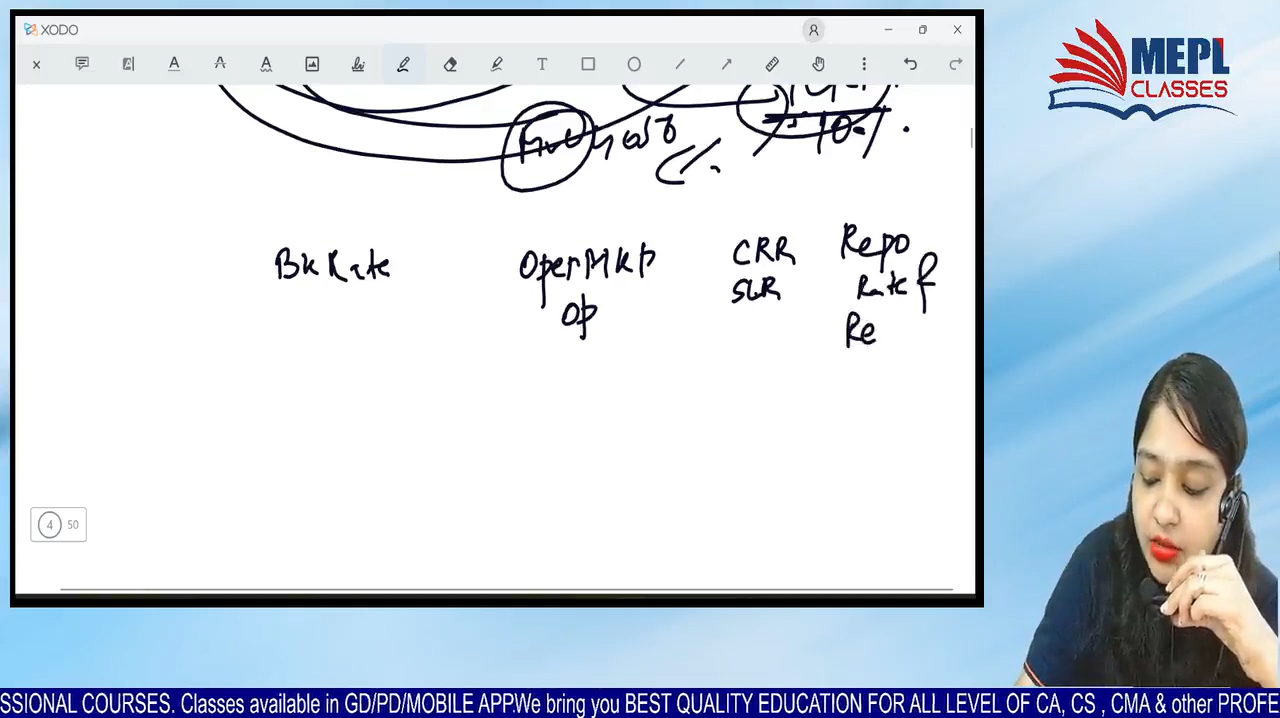 XODO
MEPL
CLASSES
10%.
Bk Rate
Open Mkt
Op
CRR
SLR
Repo
Rate &
Re
4 50
SSIONAL COURSES. Classes available in GD/PD/MOBILE APP.We bring you BEST QUALITY EDUCATION FOR ALL LEVEL OF CA, CS , CMA & other PROFE